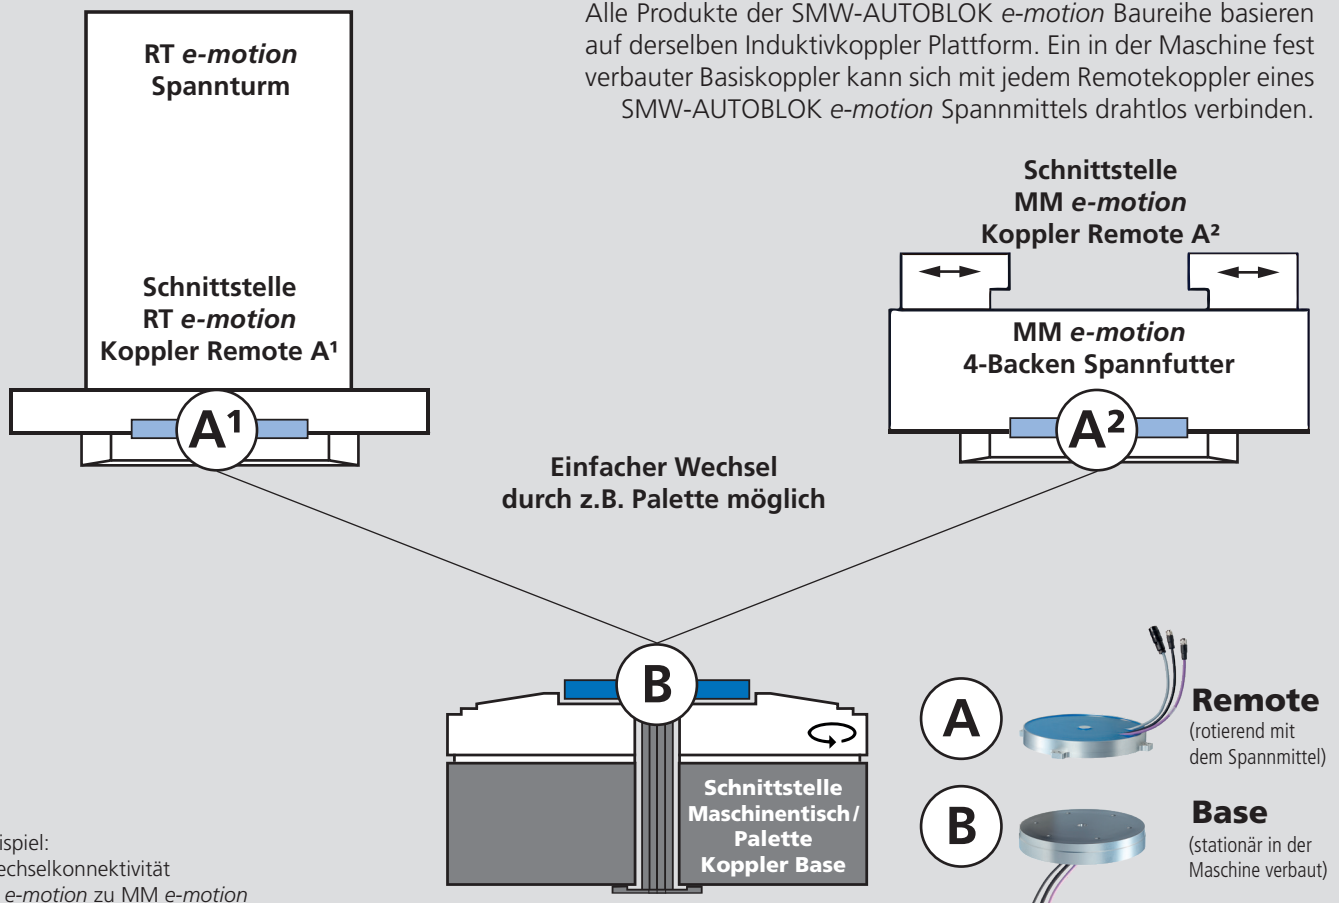 Alle Produkte der SMW-AUTOBLOK e-motion Baureihe basieren
auf derselben Induktivkoppler Plattform. Ein in der Maschine fest
verbauter Basiskoppler kann sich mit jedem Remotekoppler eines
SMW-AUTOBLOK e-motion Spannmittels drahtlos verbinden.
RT e-motion
Spannturm
Schnittstelle
RT e-motion
Koppler Remote A¹
A¹
Schnittstelle
MM e-motion
Koppler Remote A²
MM e-motion
4-Backen Spannfutter
A²
Einfacher Wechsel
durch z.B. Palette möglich
B
Schnittstelle
Maschinentisch/
Palette
Koppler Base
A
Remote
(rotierend mit
dem Spannmittel)
B
Base
(stationär in der
Maschine verbaut)
ispiel:
echselkonnektivität
e-motion zu MM e-motion